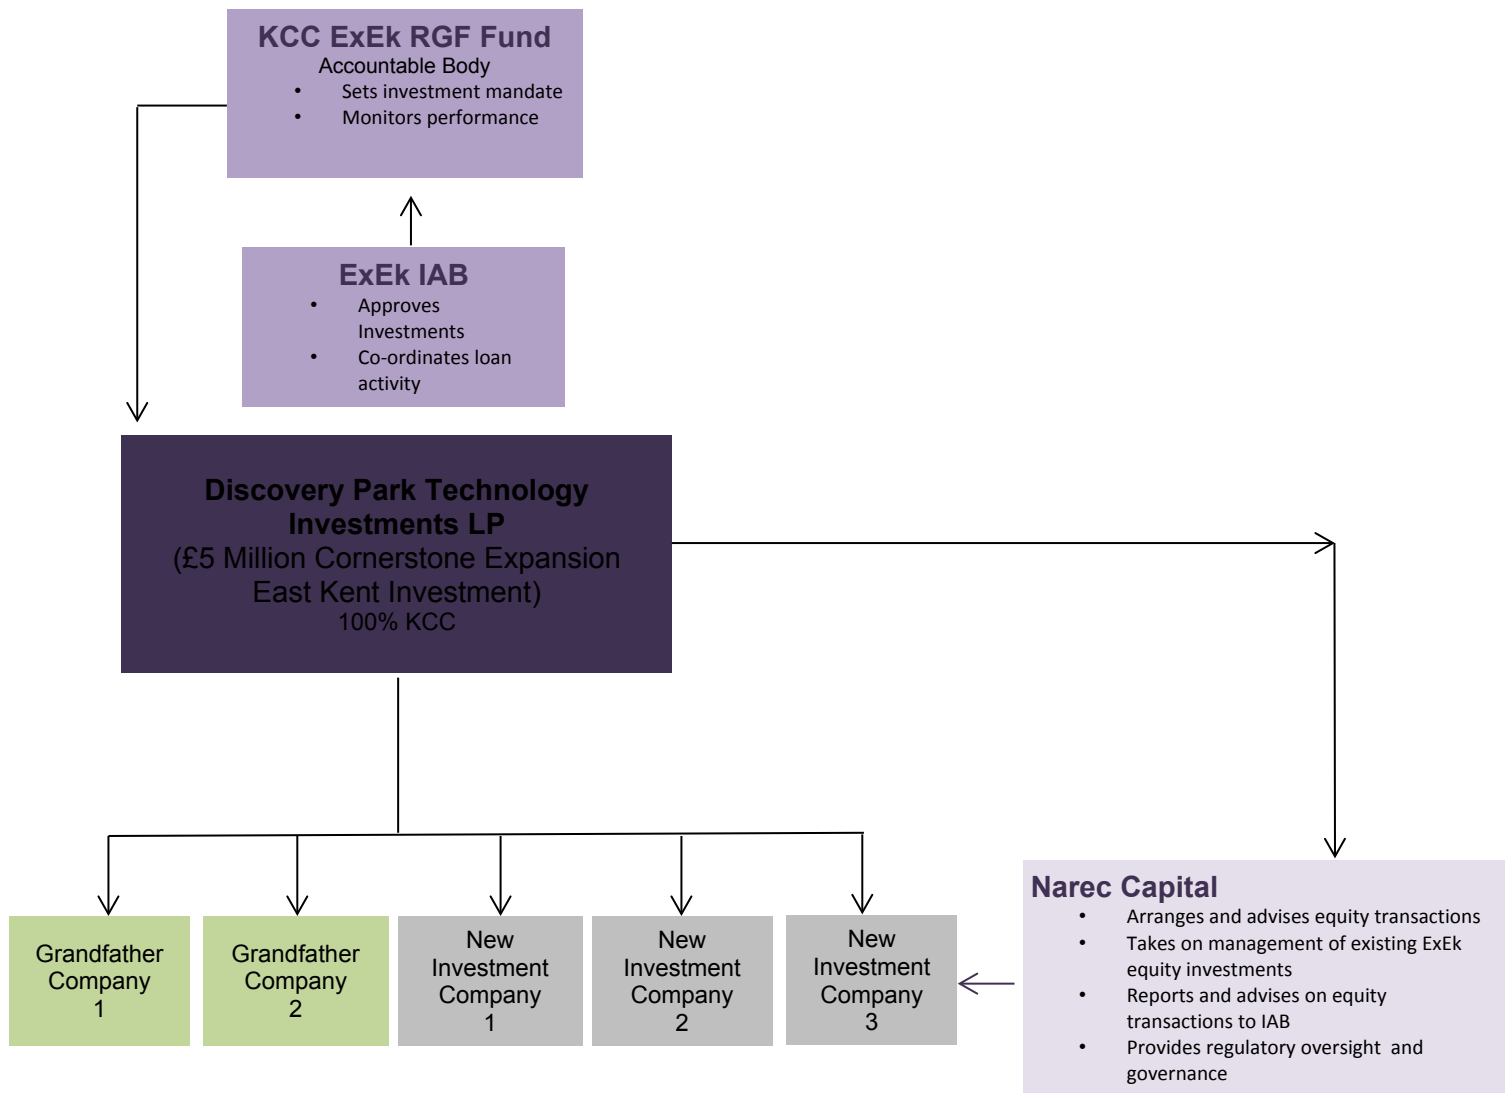 KCC ExEk RGF Fund
Accountable Body
• Sets investment mandate
• Monitors performance
ExEk IAB
• Approves
Investments
• Co-ordinates loan
activity
Discovery Park Technology
Investments LP
(£5 Million Cornerstone Expansion
East Kent Investment)
100% KCC
Grandfather
Company
1
Grandfather
Company
2
New
Investment
Company
1
New
Investment
Company
2
New
Investment
Company
3
Narec Capital
• Arranges and advises equity transactions
• Takes on management of existing ExEk
equity investments
• Reports and advises on equity
transactions to IAB
• Provides regulatory oversight and
governance